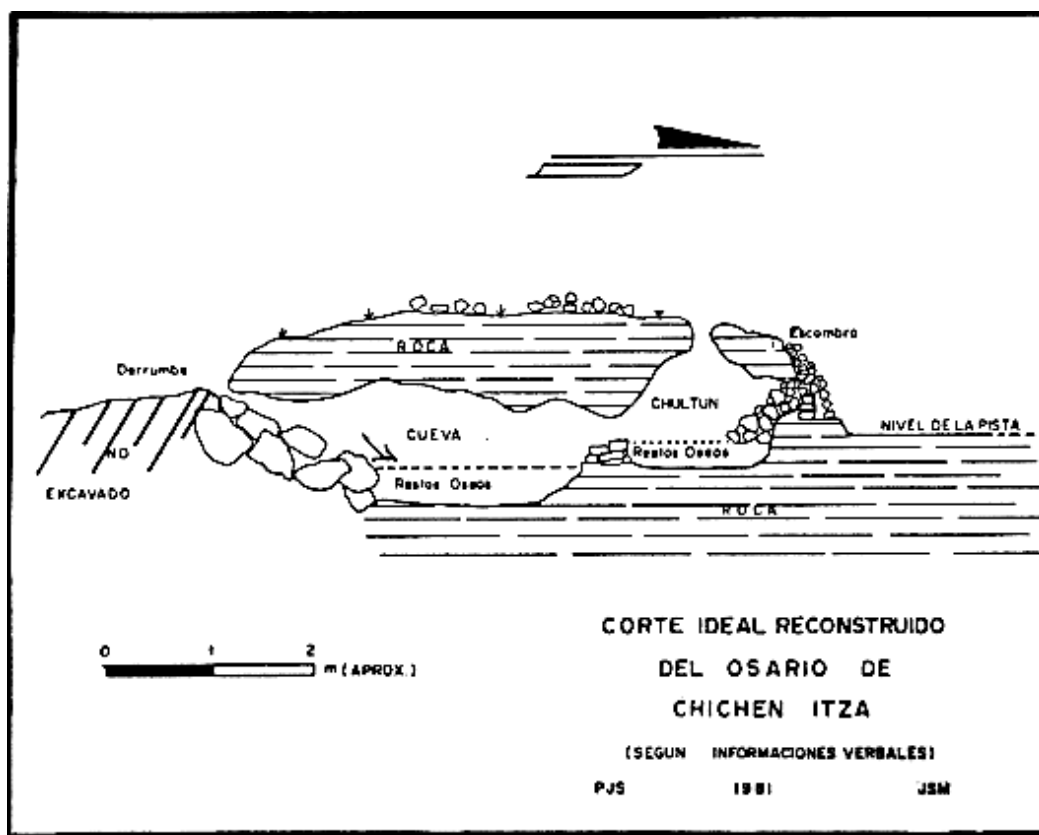 Escombro
ROCA
Derrumbe
CHULTUN
NIVEL DE LA PISTA
CUEVA
Restos Oseos
NO
Restos Oseos
EXCAVADO
ROCA
0 1 2
m (APROX.)
CORTE IDEAL RECONSTRUIDO
DEL OSARIO DE
CHICHEN ITZA
(SEGUN INFORMACIONES VERBALES)
PJS 1981 JSM